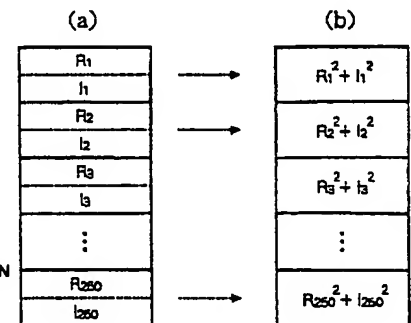 (a) (b)
R₁
I₁
R₂
I₂
R₃
I₃
⋮
N
R₂₅₀
I₂₅₀
R₁² + I₁²
R₂² + I₂²
R₃² + I₃²
⋮
R₂₅₀² + I₂₅₀²